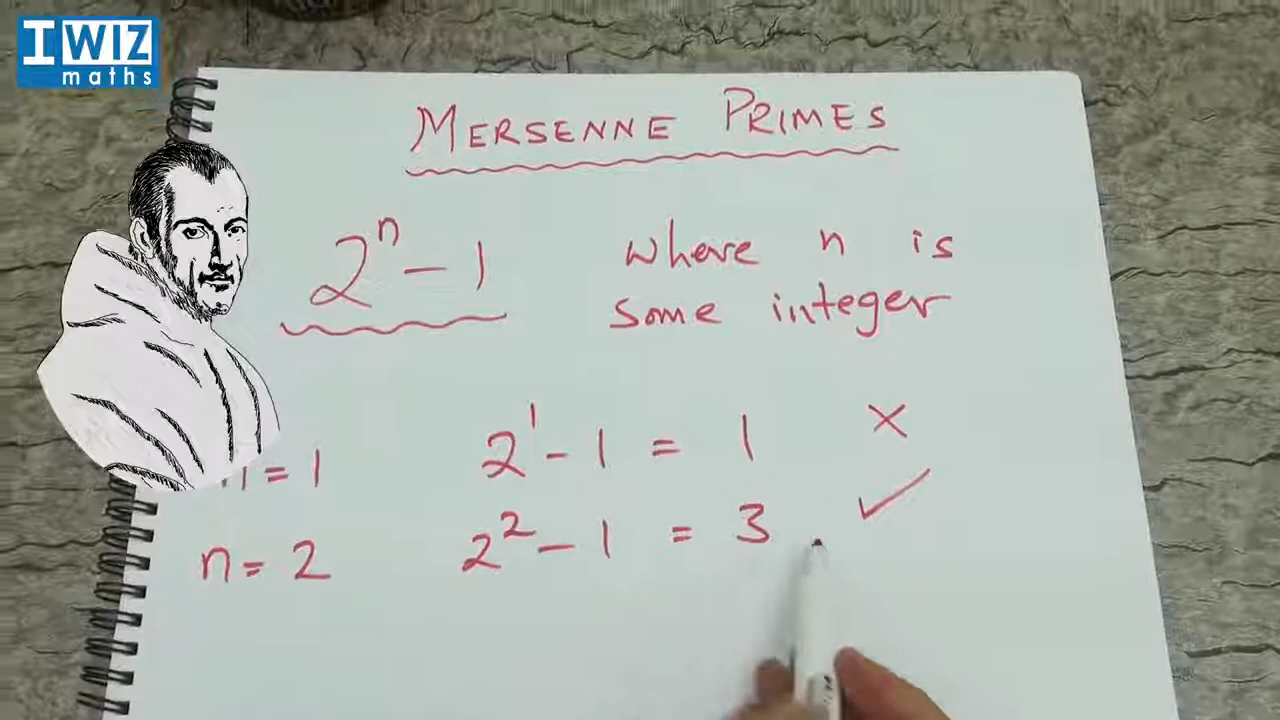 IWIZ
maths
MERSENNE PRIMES
2ⁿ - 1 where n is
some integer
n = 1 2¹ - 1 = 1 ×
n = 2 2² - 1 = 3 ✓